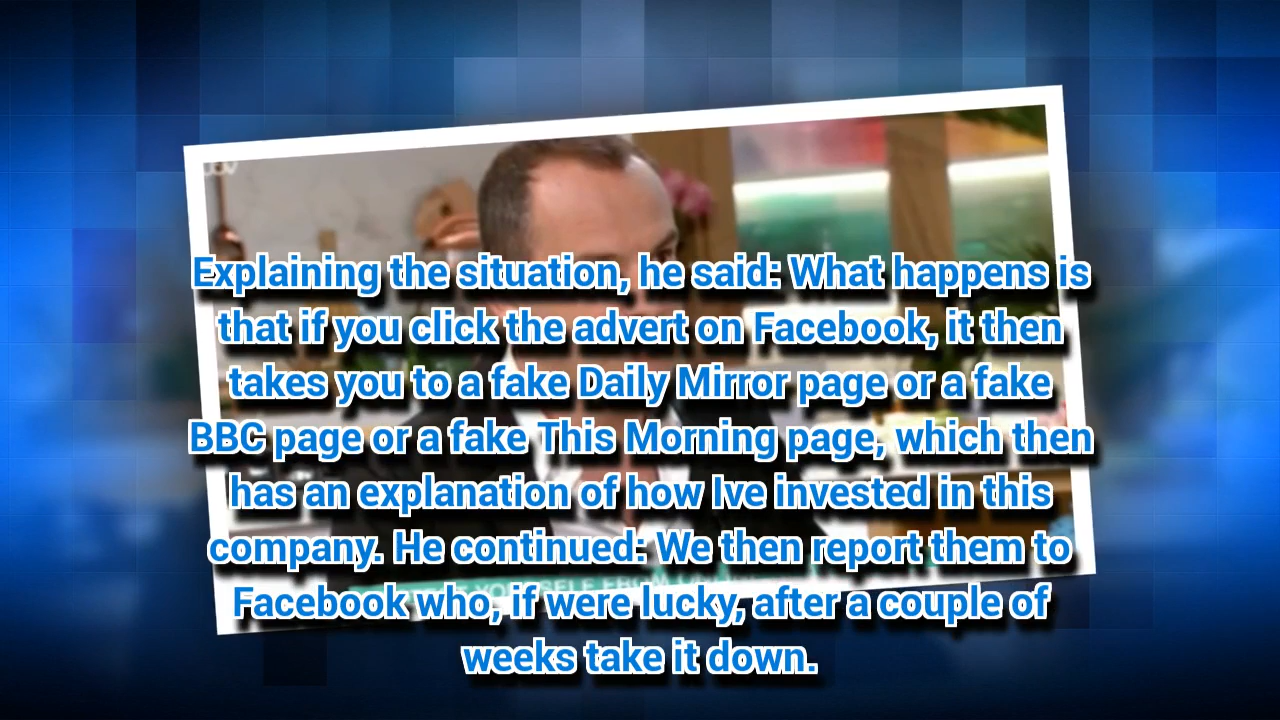 itv
Explaining the situation, he said: What happens is
that if you click the advert on Facebook, it then
takes you to a fake Daily Mirror page or a fake
BBC page or a fake This Morning page, which then
has an explanation of how Ive invested in this
company. He continued: We then report them to
Facebook who, if were lucky, after a couple of
weeks take it down.